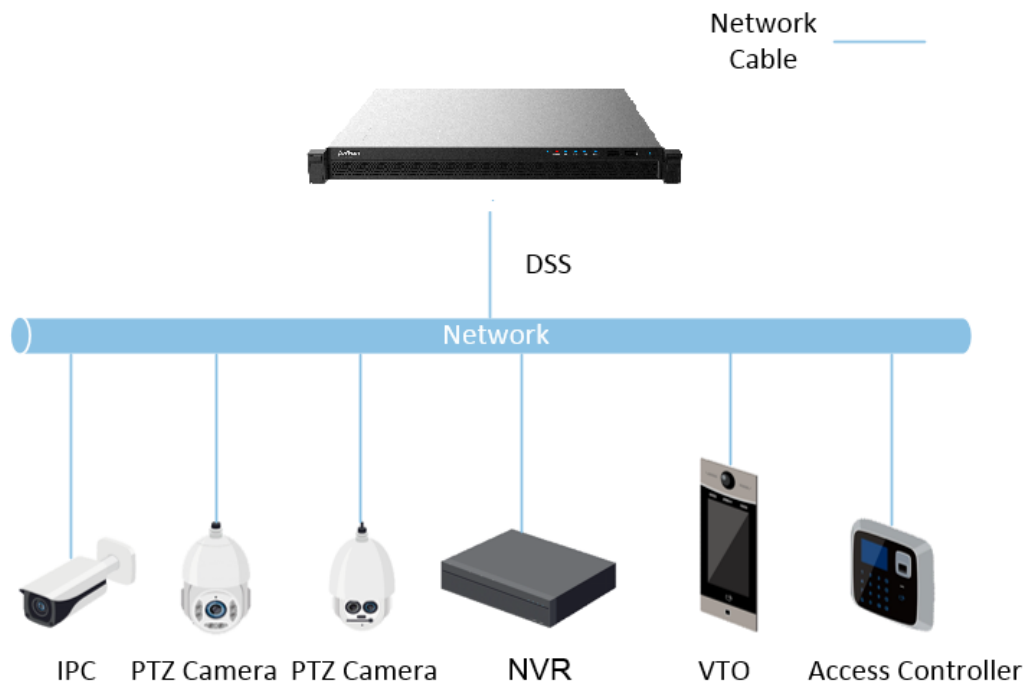 Network
Cable
DSS
Network
IPC
PTZ Camera
PTZ Camera
NVR
VTO
Access Controller